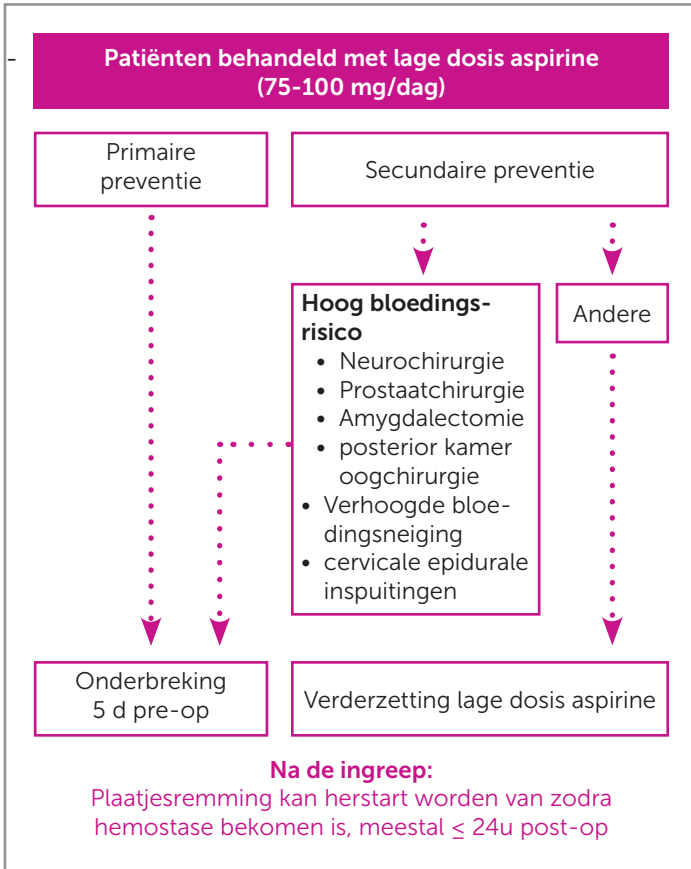 -
Patiënten behandeld met lage dosis aspirine
(75-100 mg/dag)
Primaire
preventie
Secundaire preventie
Hoog bloedings-
risico
• Neurochirurgie
• Prostaatchirurgie
• Amygdalectomie
• posterior kamer
oogchirurgie
• Verhoogde bloe-
dingsneiging
• cervicale epidurale
inspuitingen
Andere
Onderbreking
5 d pre-op
Verderzetting lage dosis aspirine
Na de ingreep:
Plaatjesremming kan herstart worden van zodra
hemostase bekomen is, meestal ≤ 24u post-op